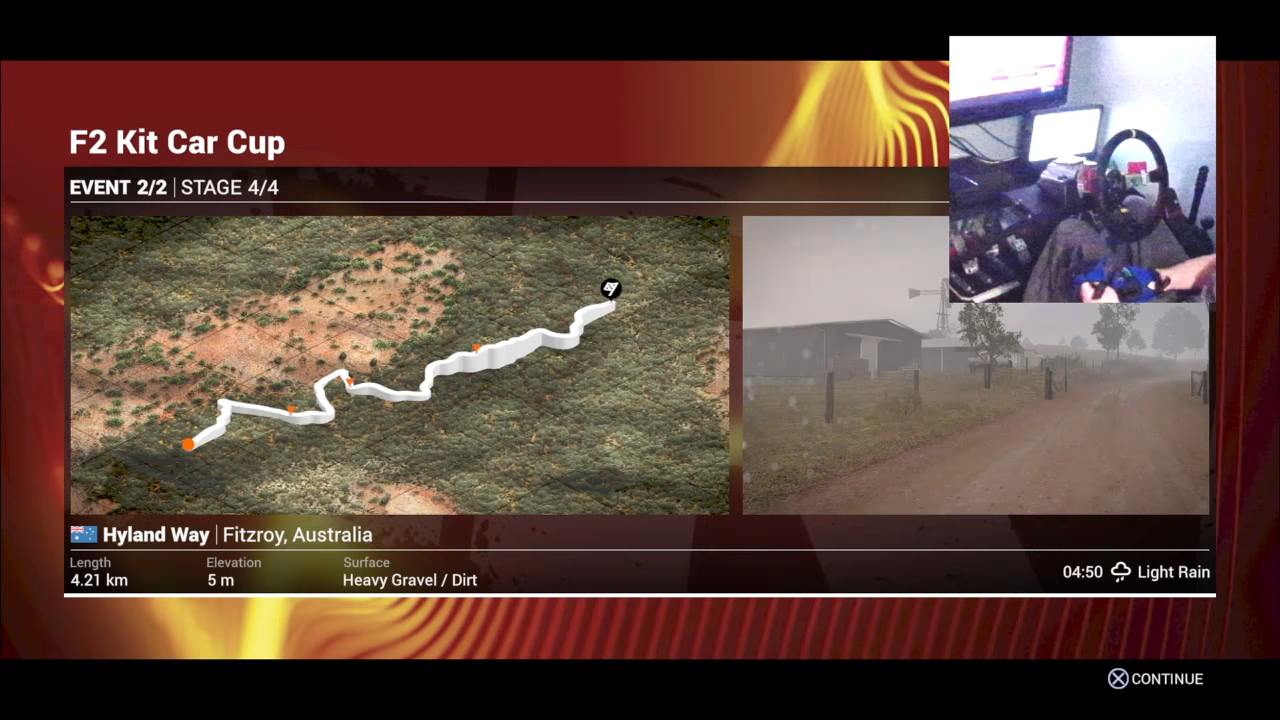 F2 Kit Car Cup
EVENT 2/2 | STAGE 4/4
Hyland Way | Fitzroy, Australia
Length
4.21 km
Elevation
5 m
Surface
Heavy Gravel / Dirt
04:50 Light Rain
CONTINUE